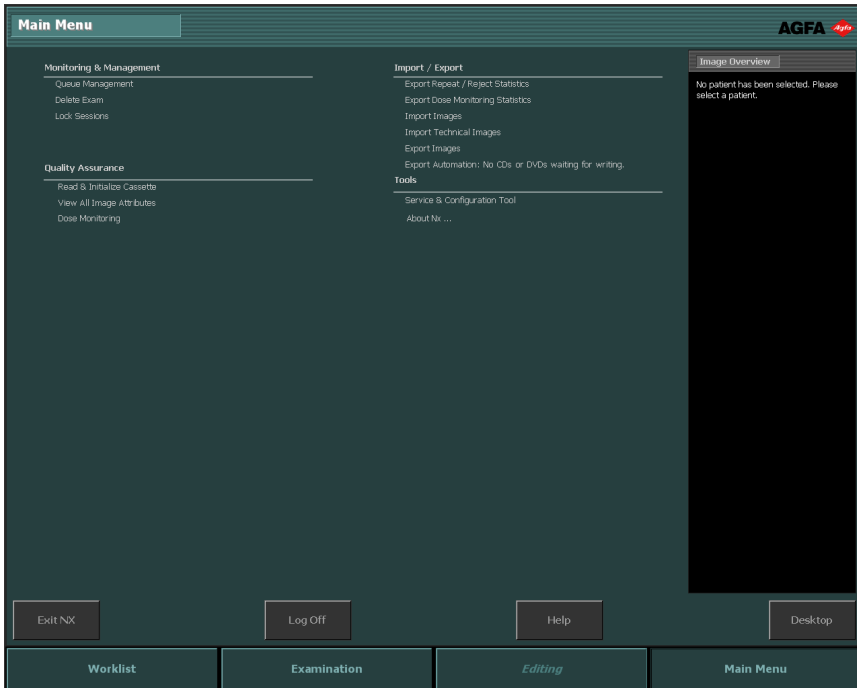 Main Menu
AGFA
Agfa
Monitoring & Management
Queue Management
Delete Exam
Lock Sessions
Quality Assurance
Read & Initialize Cassette
View All Image Attributes
Dose Monitoring
Import / Export
Export Repeat / Reject Statistics
Export Dose Monitoring Statistics
Import Images
Import Technical Images
Export Images
Export Automation: No CDs or DVDs waiting for writing.
Tools
Service & Configuration Tool
About Nx ...
Image Overview
No patient has been selected. Please
select a patient.
Exit NX
Log Off
Help
Desktop
Worklist
Examination
Editing
Main Menu